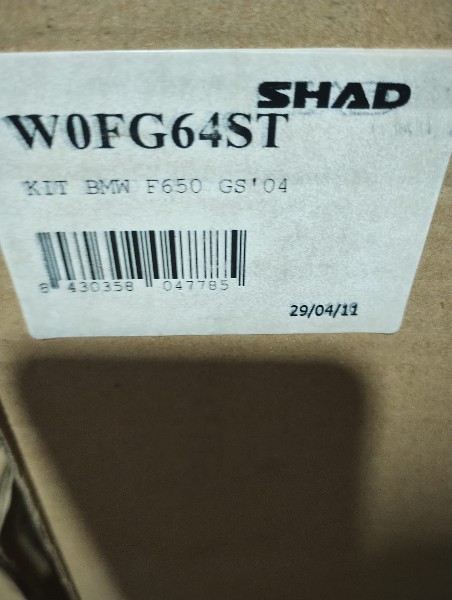 SHAD
W0FG64ST
KIT BMW F650 GS'04
8 430358 047785
29/04/11